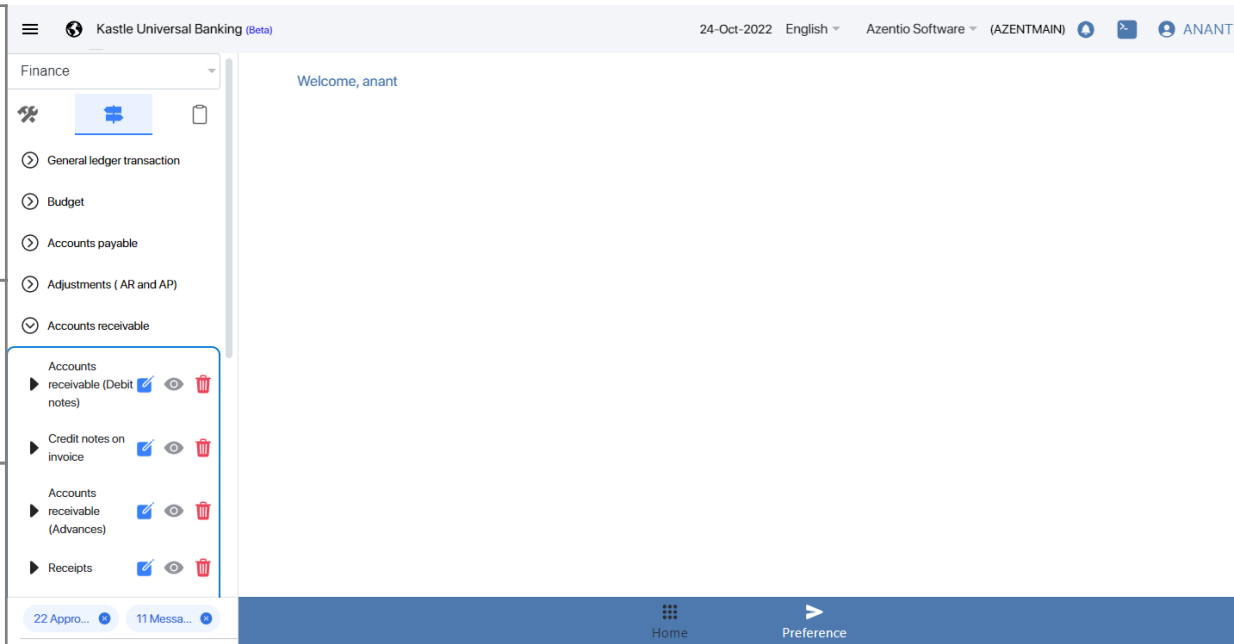 Kastle Universal Banking (Beta)
24-Oct-2022 English Azentio Software (AZENTMAIN) ANANT
Finance
Welcome, anant
General ledger transaction
Budget
Accounts payable
Adjustments ( AR and AP)
Accounts receivable
Accounts
receivable (Debit
notes)
Credit notes on
invoice
Accounts
receivable
(Advances)
Receipts
22 Appro... 11 Messa...
Home Preference